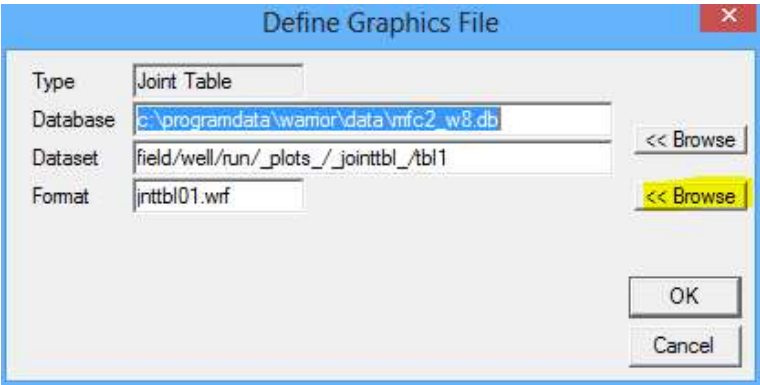 Define Graphics File
Type Joint Table
Database c:\programdata\warrior\data\mfc2_w8.db
<< Browse
Dataset field/well/run/_plots_/_jointtbl_/tbl1
Format jnttbl01.wrf << Browse
OK
Cancel